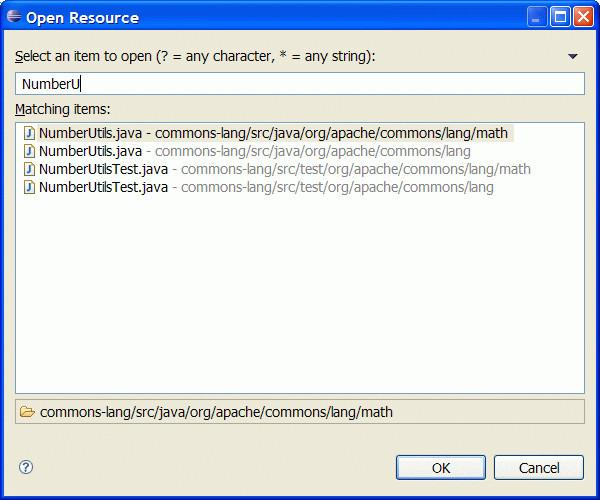 Open Resource
Select an item to open (? = any character, * = any string):
NumberU
Matching items:
NumberUtils.java - commons-lang/src/java/org/apache/commons/lang/math
NumberUtils.java - commons-lang/src/java/org/apache/commons/lang
NumberUtilsTest.java - commons-lang/src/test/org/apache/commons/lang/math
NumberUtilsTest.java - commons-lang/src/test/org/apache/commons/lang
commons-lang/src/java/org/apache/commons/lang/math
OK Cancel